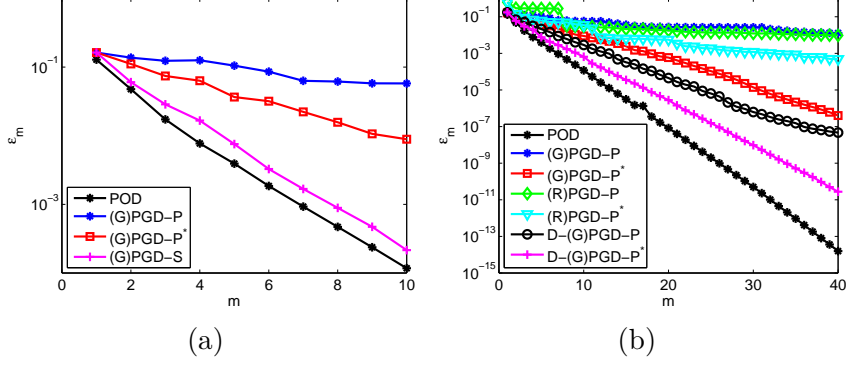 10^-1
10^-3
ε_m
0 2 4 6 8 10
m
POD
(G)PGD−P
(G)PGD−P*
(G)PGD−S
(a)
10^-1
10^-3
10^-5
10^-7
10^-9
10^-11
10^-13
10^-15
ε_m
0 10 20 30 40
m
POD
(G)PGD−P
(G)PGD−P*
(R)PGD−P
(R)PGD−P*
D−(G)PGD−P
D−(G)PGD−P*
(b)